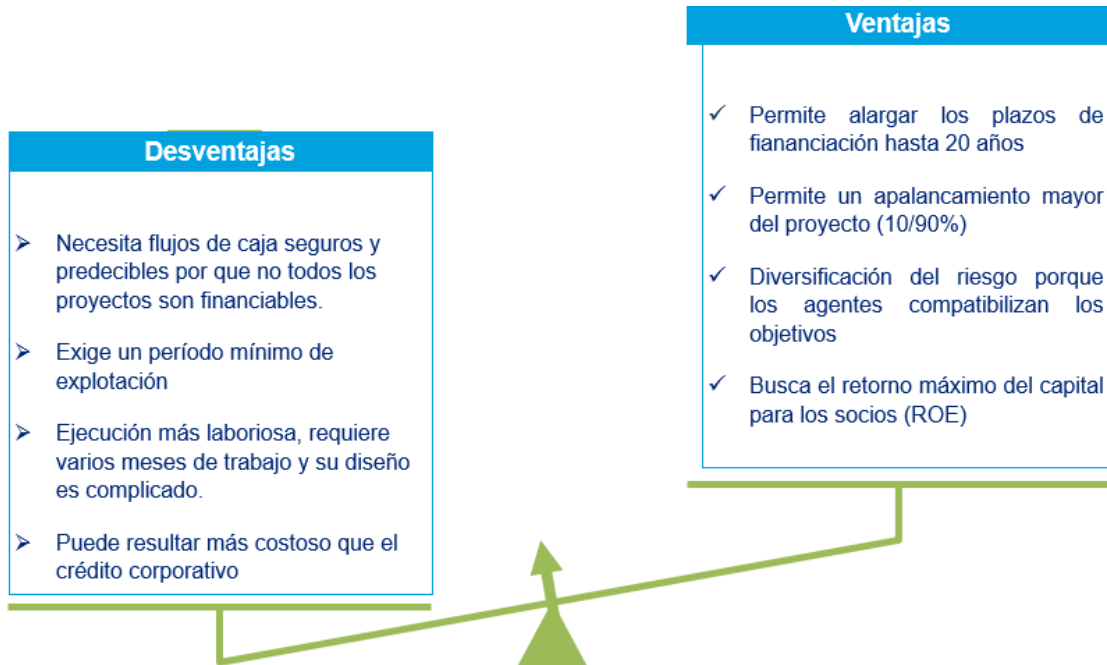 Desventajas
Necesita flujos de caja seguros y
predecibles por que no todos los
proyectos son financiables.
Exige un período mínimo de
explotación
Ejecución más laboriosa, requiere
varios meses de trabajo y su diseño
es complicado.
Puede resultar más costoso que el
crédito corporativo
Ventajas
Permite alargar los plazos de
fiananciación hasta 20 años
Permite un apalancamiento mayor
del proyecto (10/90%)
Diversificación del riesgo porque
los agentes compatibilizan los
objetivos
Busca el retorno máximo del capital
para los socios (ROE)